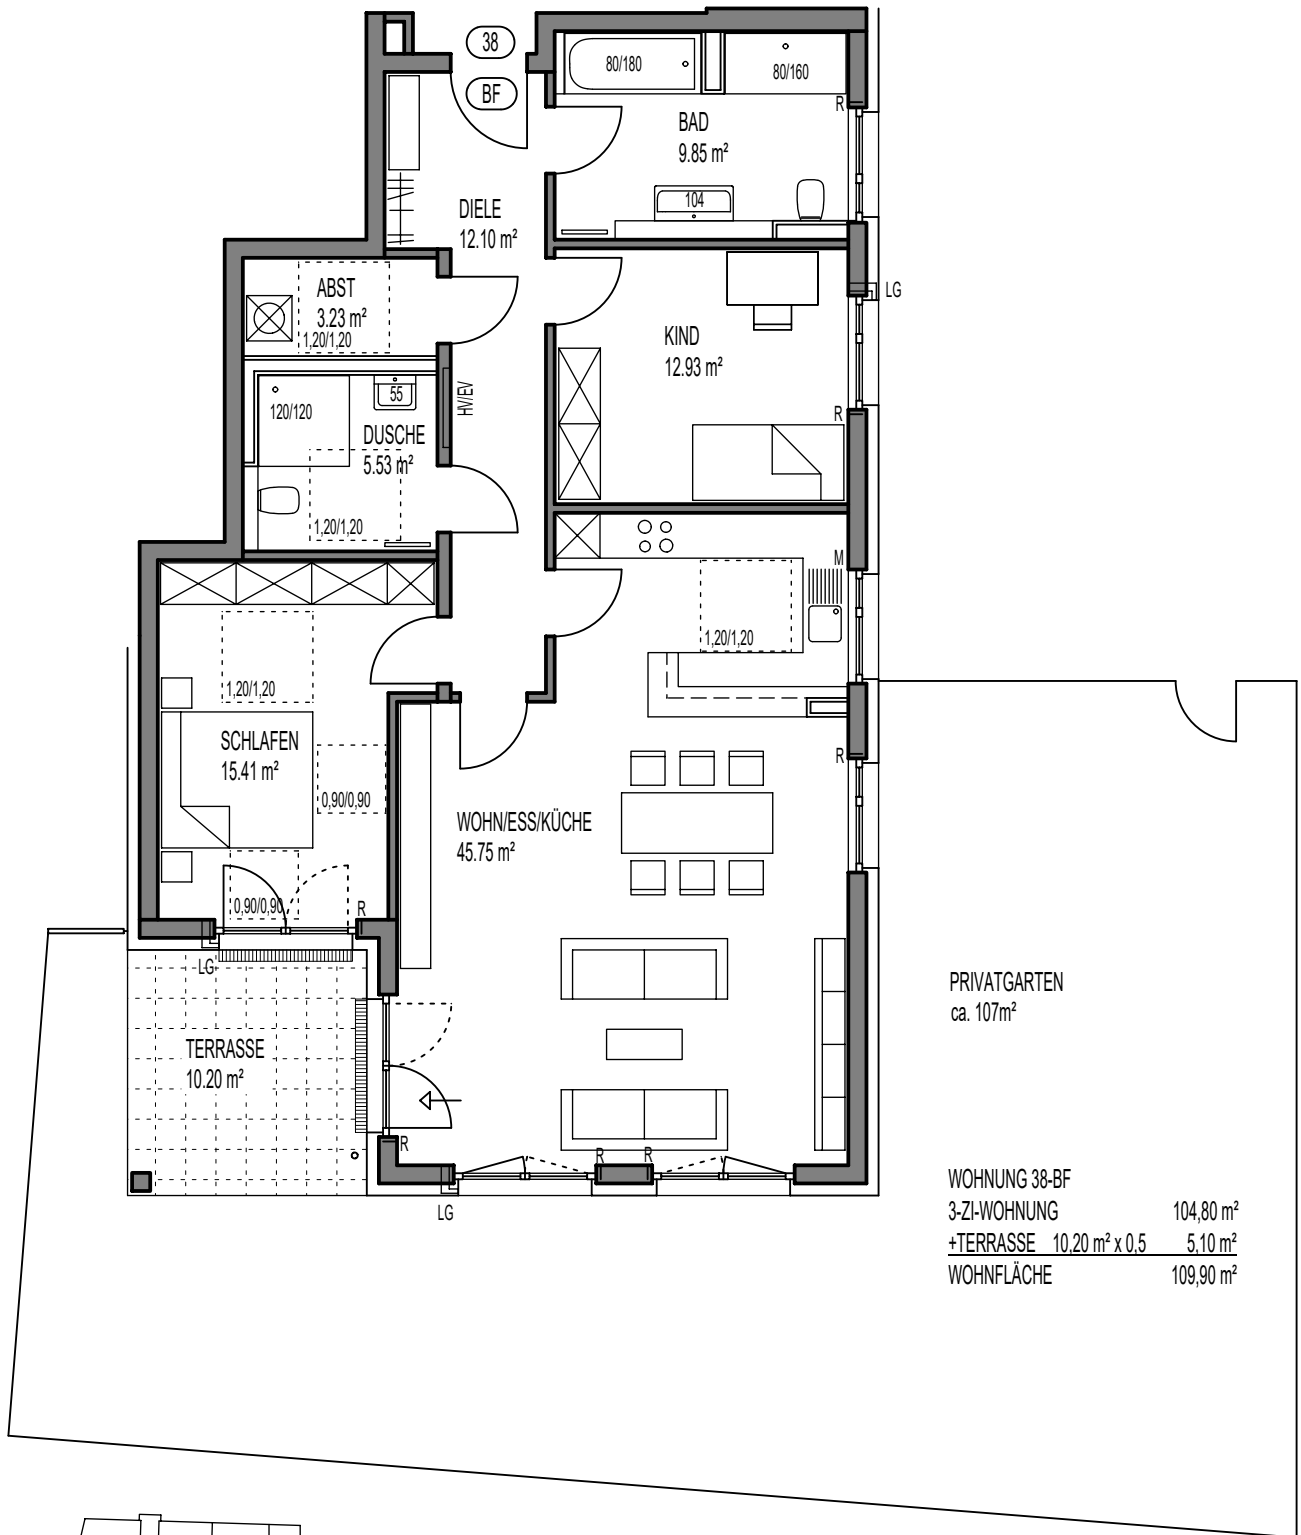 38
BF
80/180
80/160
R
BAD
9.85 m²
104
DIELE
12.10 m²
ABST
3.23 m²
1,20/1,20
LG
KIND
12.93 m²
HV/EV
55
120/120
DUSCHE
5.53 m²
R
1,20/1,20
M
1,20/1,20
1,20/1,20
SCHLAFEN
15.41 m²
R
0,90/0,90
WOHN/ESS/KÜCHE
45.75 m²
0,90/0,90
R
LG
PRIVATGARTEN
ca. 107m²
TERRASSE
10.20 m²
R
R
R
LG
WOHNUNG 38-BF
3-ZI-WOHNUNG 104,80 m²
+TERRASSE 10,20 m² x 0,5 5,10 m²
WOHNFLÄCHE 109,90 m²